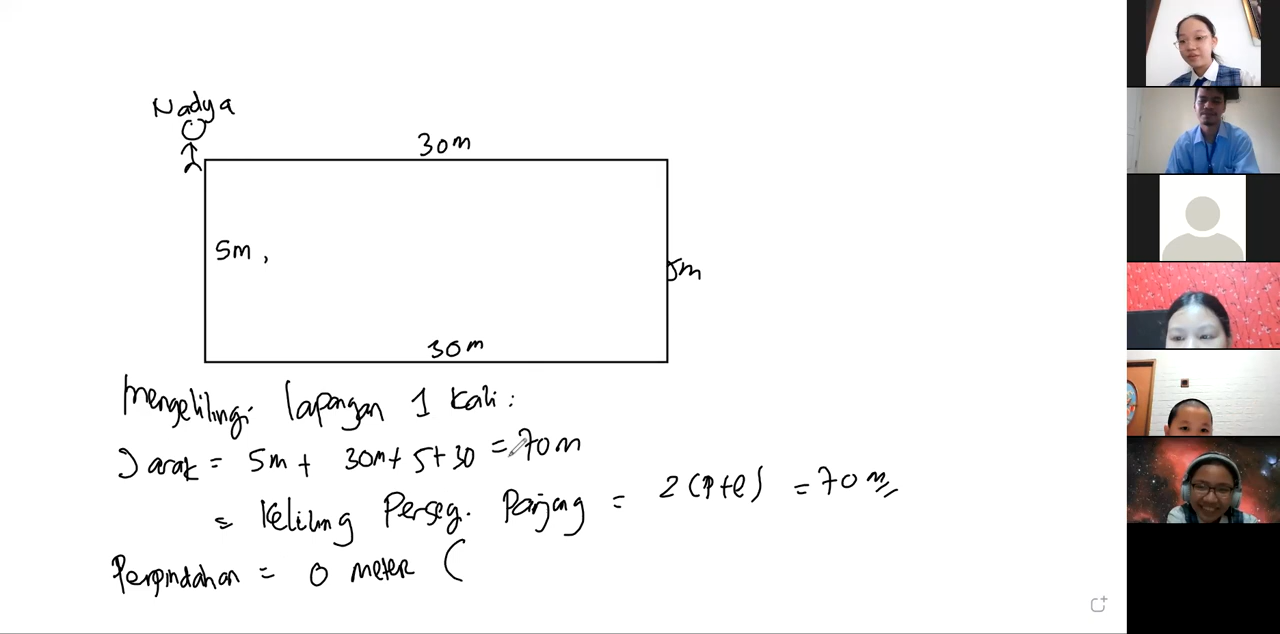 Nadya
30m
5m,
5m
30m
Mengelilingi lapangan 1 kali:
Jarak = 5m + 30m + 5 + 30 = 70m
= Keliling Perseg. Panjang = 2(P+l) = 70 m
Perpindahan = 0 meter (